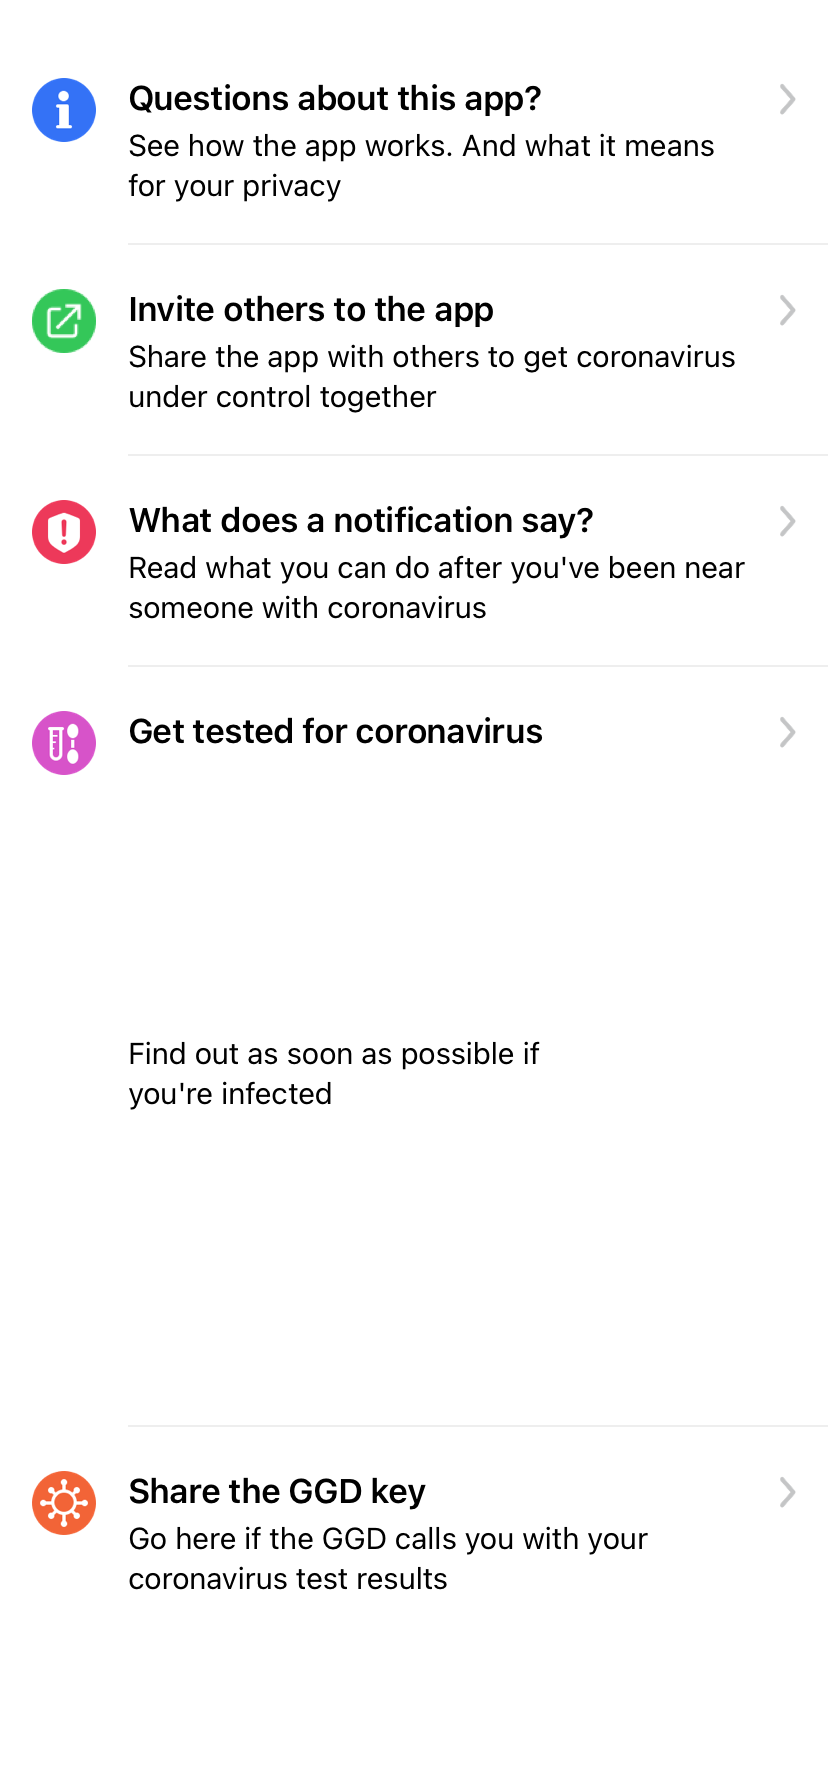 Questions about this app?
See how the app works. And what it means
for your privacy
Invite others to the app
Share the app with others to get coronavirus
under control together
What does a notification say?
Read what you can do after you've been near
someone with coronavirus
Get tested for coronavirus
Find out as soon as possible if
you're infected
Share the GGD key
Go here if the GGD calls you with your
coronavirus test results